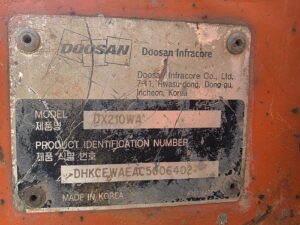 DOOSAN Doosan Infracore
Doosan Infracore Co., Ltd.
7-11, Hwasu-dong, Dong-gu,
Incheon, Korea
MODEL DX210WA
제품명
PRODUCT IDENTIFICATION NUMBER
제품 식별 번호
DHKCEWAEAC5006402
MADE IN KOREA